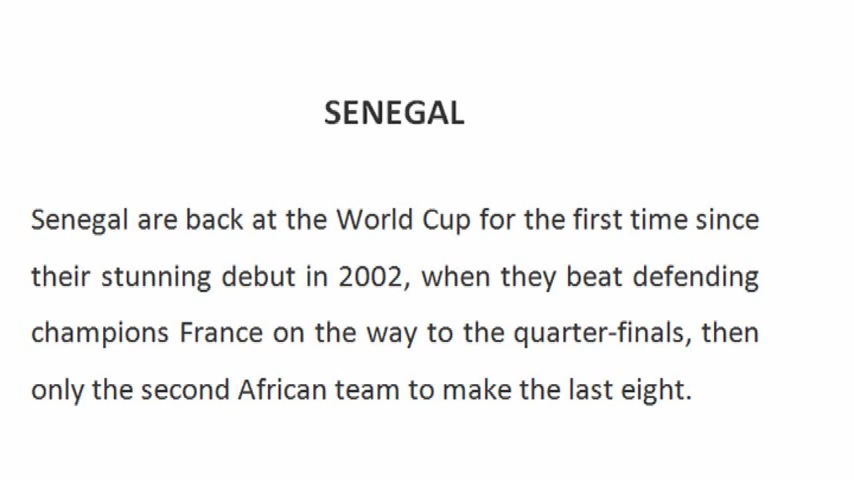 SENEGAL
Senegal are back at the World Cup for the first time since
their stunning debut in 2002, when they beat defending
champions France on the way to the quarter-finals, then
only the second African team to make the last eight.